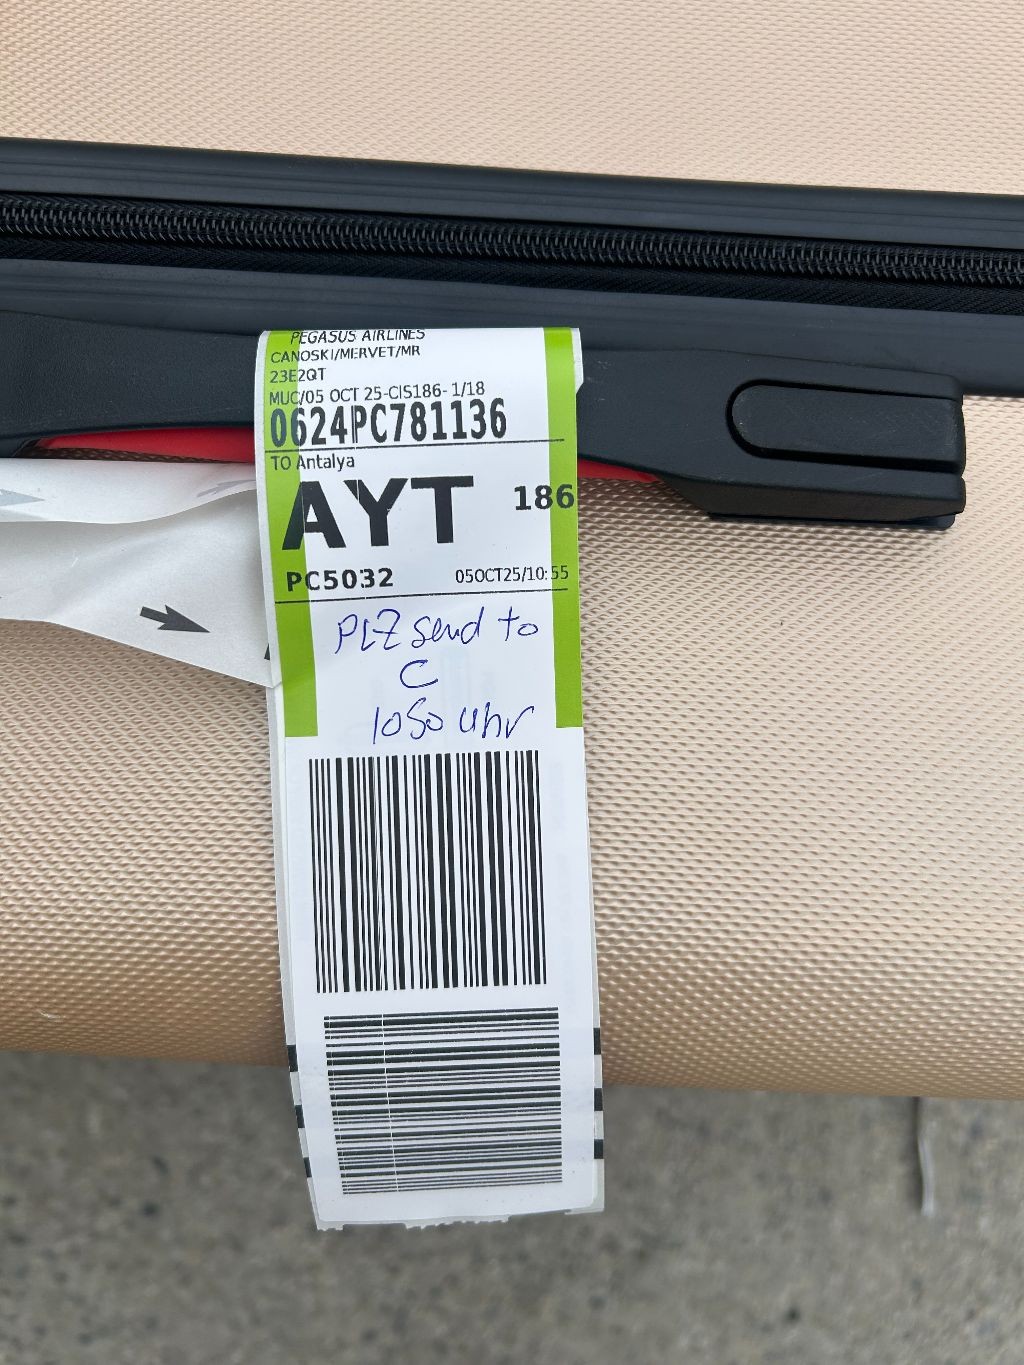 PEGASUS AIRLINES
CANOSKI/MERVET/MR
23E2QT
MUC/05 OCT 25-CIS186-1/18
0624PC781136
TO Antalya
AYT 186
PC5032 05OCT25/10:55
PLZ send to
C
1050 uhr